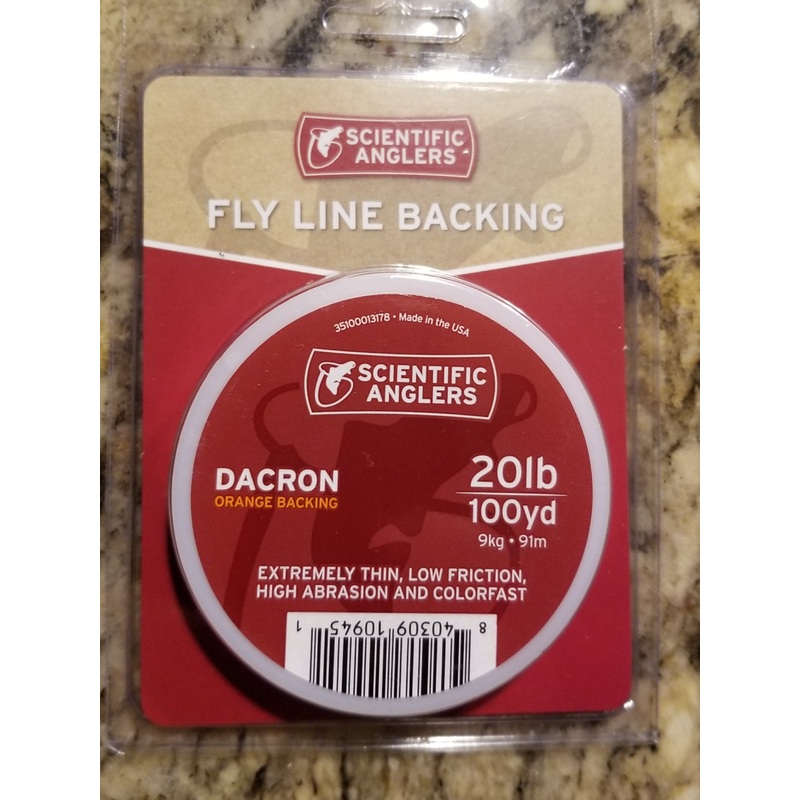 SCIENTIFIC
ANGLERS
FLY LINE BACKING
35100013178 • Made in the USA
SCIENTIFIC
ANGLERS
DACRON
ORANGE BACKING
20lb
100yd
9kg • 91m
EXTREMELY THIN, LOW FRICTION,
HIGH ABRASION AND COLORFAST
8 40309 10945 1